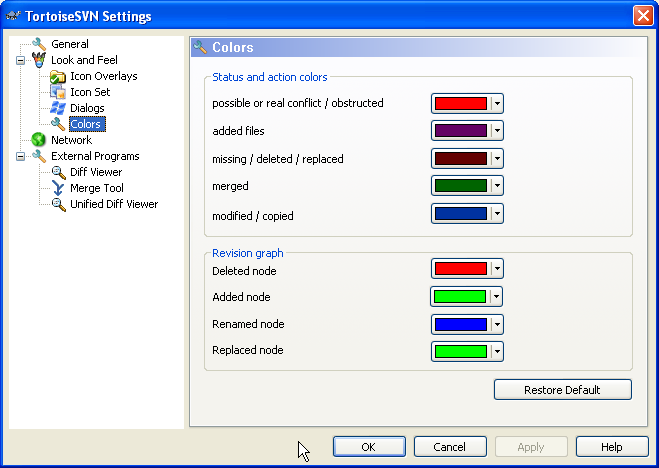 TortoiseSVN Settings
General
Look and Feel
Icon Overlays
Icon Set
Dialogs
Colors
Network
External Programs
Diff Viewer
Merge Tool
Unified Diff Viewer
Colors
Status and action colors
possible or real conflict / obstructed
added files
missing / deleted / replaced
merged
modified / copied
Revision graph
Deleted node
Added node
Renamed node
Replaced node
Restore Default
OK
Cancel
Apply
Help